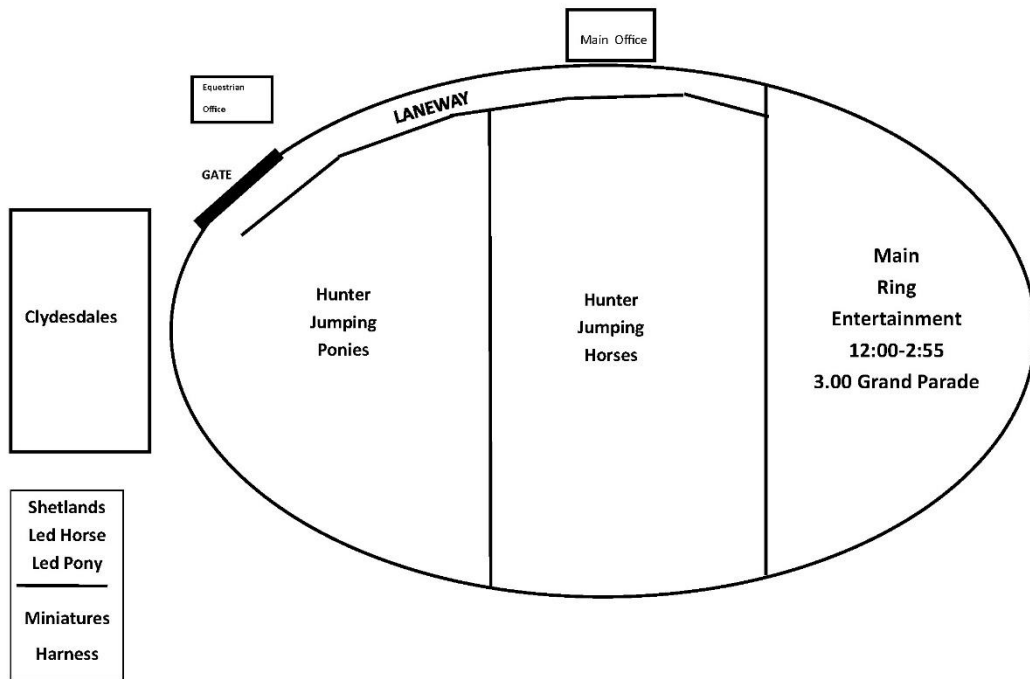 Main Office
Equestrian
Office
LANEWAY
GATE
Clydesdales
Hunter
Jumping
Ponies
Hunter
Jumping
Horses
Main
Ring
Entertainment
12:00-2:55
3.00 Grand Parade
Shetlands
Led Horse
Led Pony
Miniatures
Harness